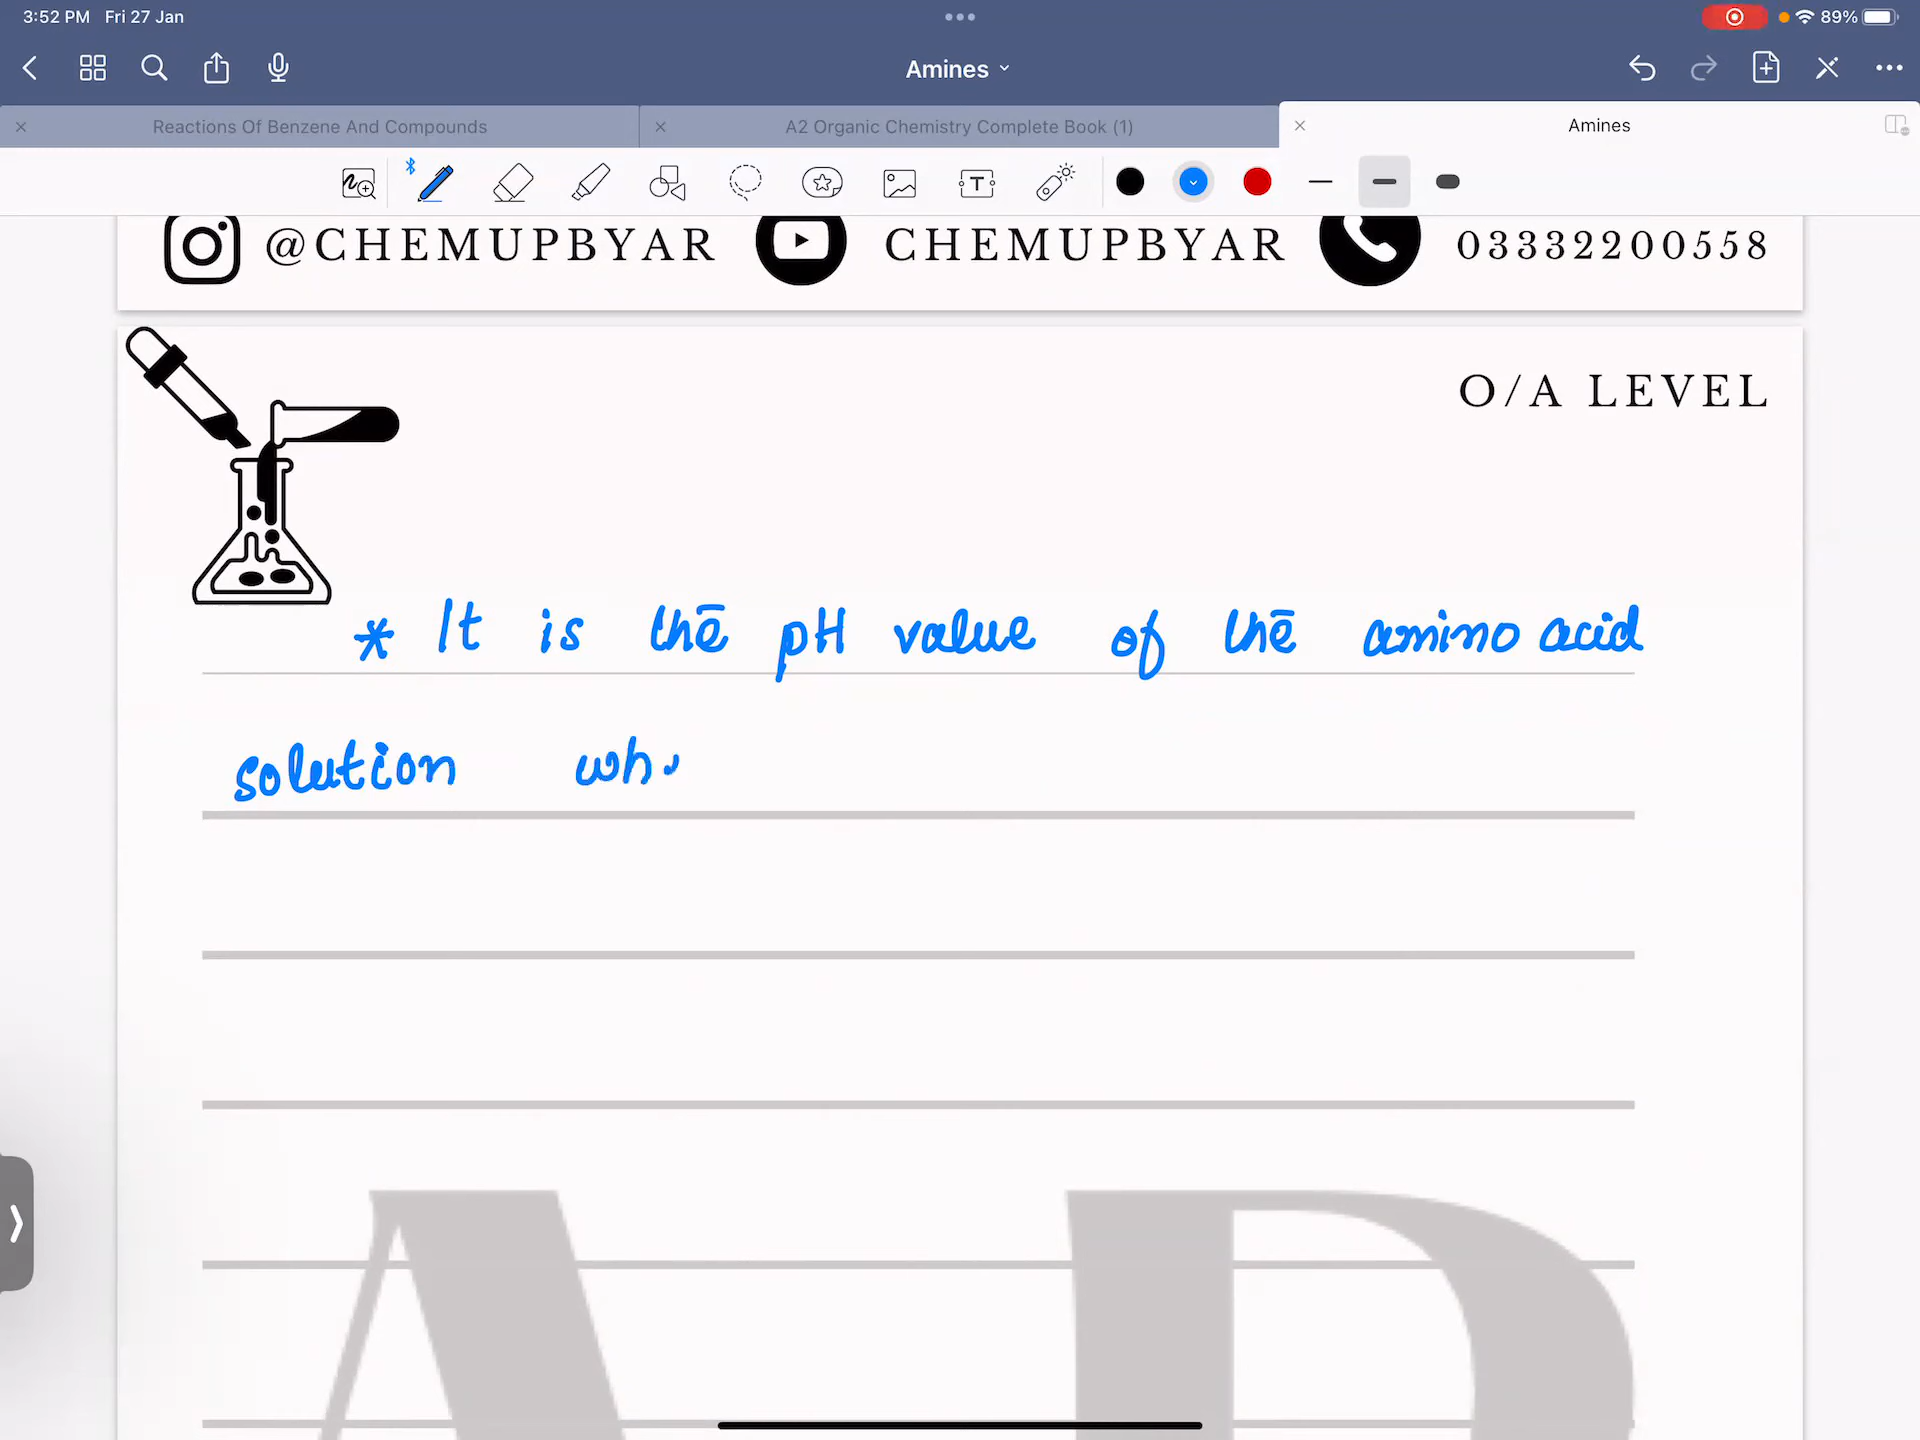 3:52 PM Fri 27 Jan
89%
Amines
Reactions Of Benzene And Compounds
A2 Organic Chemistry Complete Book (1)
Amines
T
@CHEMUPBYAR CHEMUPBYAR 03332200558
O/A LEVEL
* It is the pH value of the amino acid
solution wh
A R